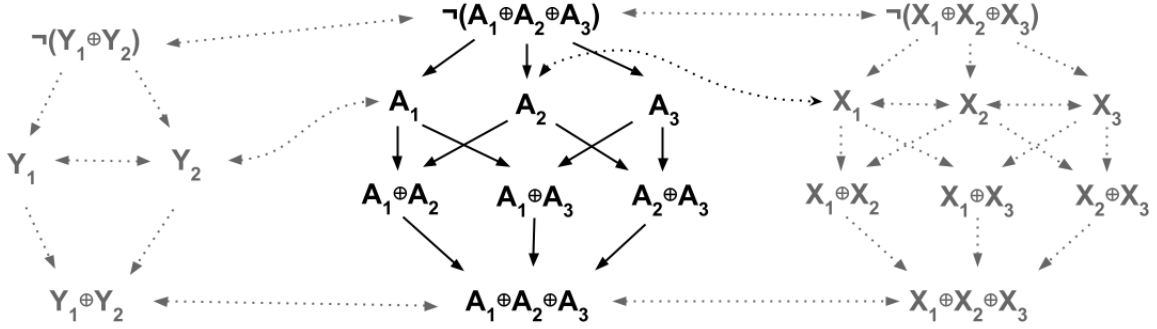 ¬(Y₁⊕Y₂)
Y₁ Y₂
Y₁⊕Y₂
¬(A₁⊕A₂⊕A₃)
A₁ A₂ A₃
A₁⊕A₂ A₁⊕A₃ A₂⊕A₃
A₁⊕A₂⊕A₃
¬(X₁⊕X₂⊕X₃)
X₁ X₂ X₃
X₁⊕X₂ X₁⊕X₃ X₂⊕X₃
X₁⊕X₂⊕X₃